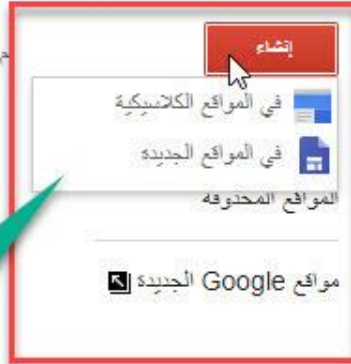 إنشاء
في المواقع الكلاسيكية
في المواقع الجديدة
المواقع المحذوفة
مواقع Google الجديدة